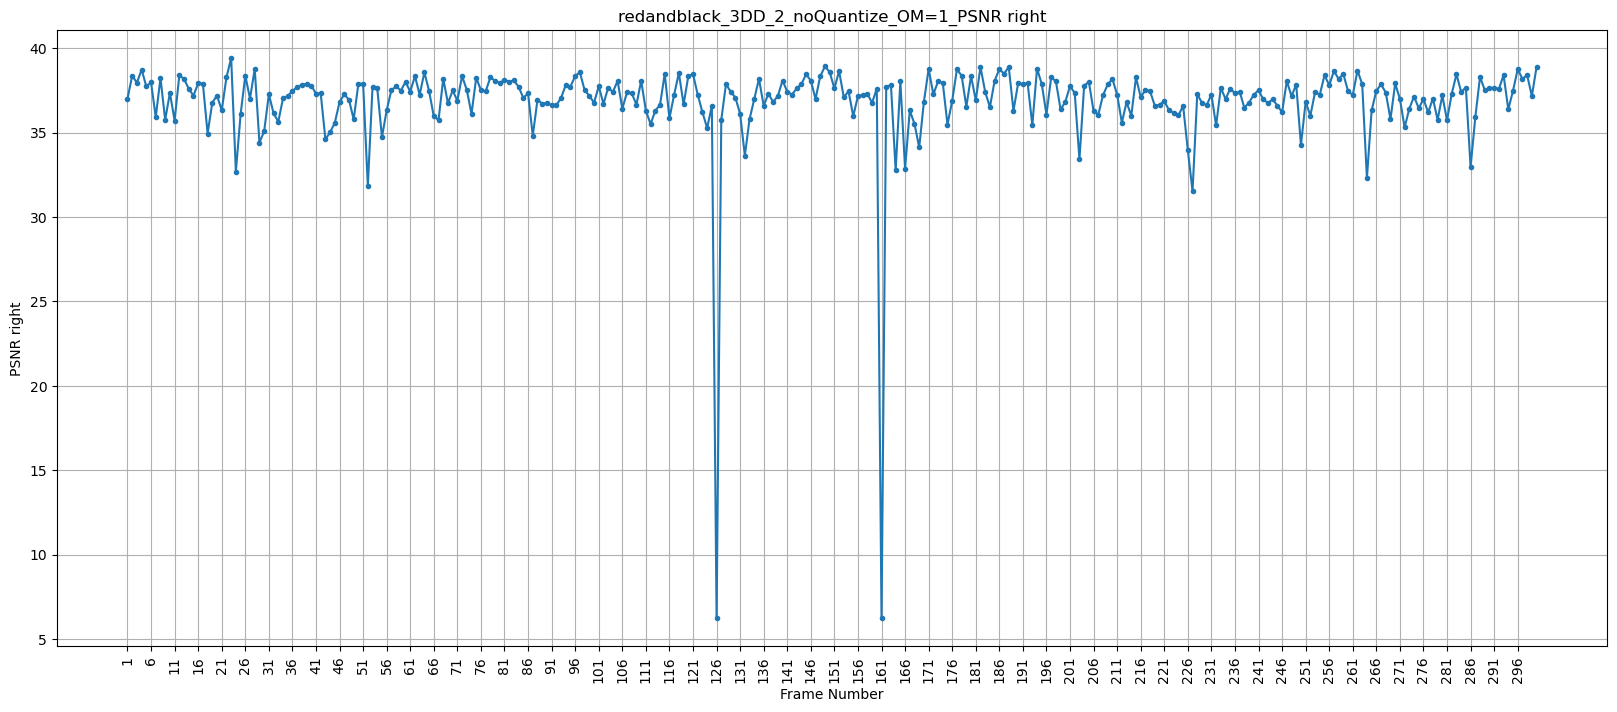 redandblack_3DD_2_noQuantize_OM=1_PSNR right
PSNR right
40
35
30
25
20
15
10
5
1 6 11 16 21 26 31 36 41 46 51 56 61 66 71 76 81 86 91 96 101 106 111 116 121 126 131 136 141 146 151 156 161 166 171 176 181 186 191 196 201 206 211 216 221 226 231 236 241 246 251 256 261 266 271 276 281 286 291 296
Frame Number